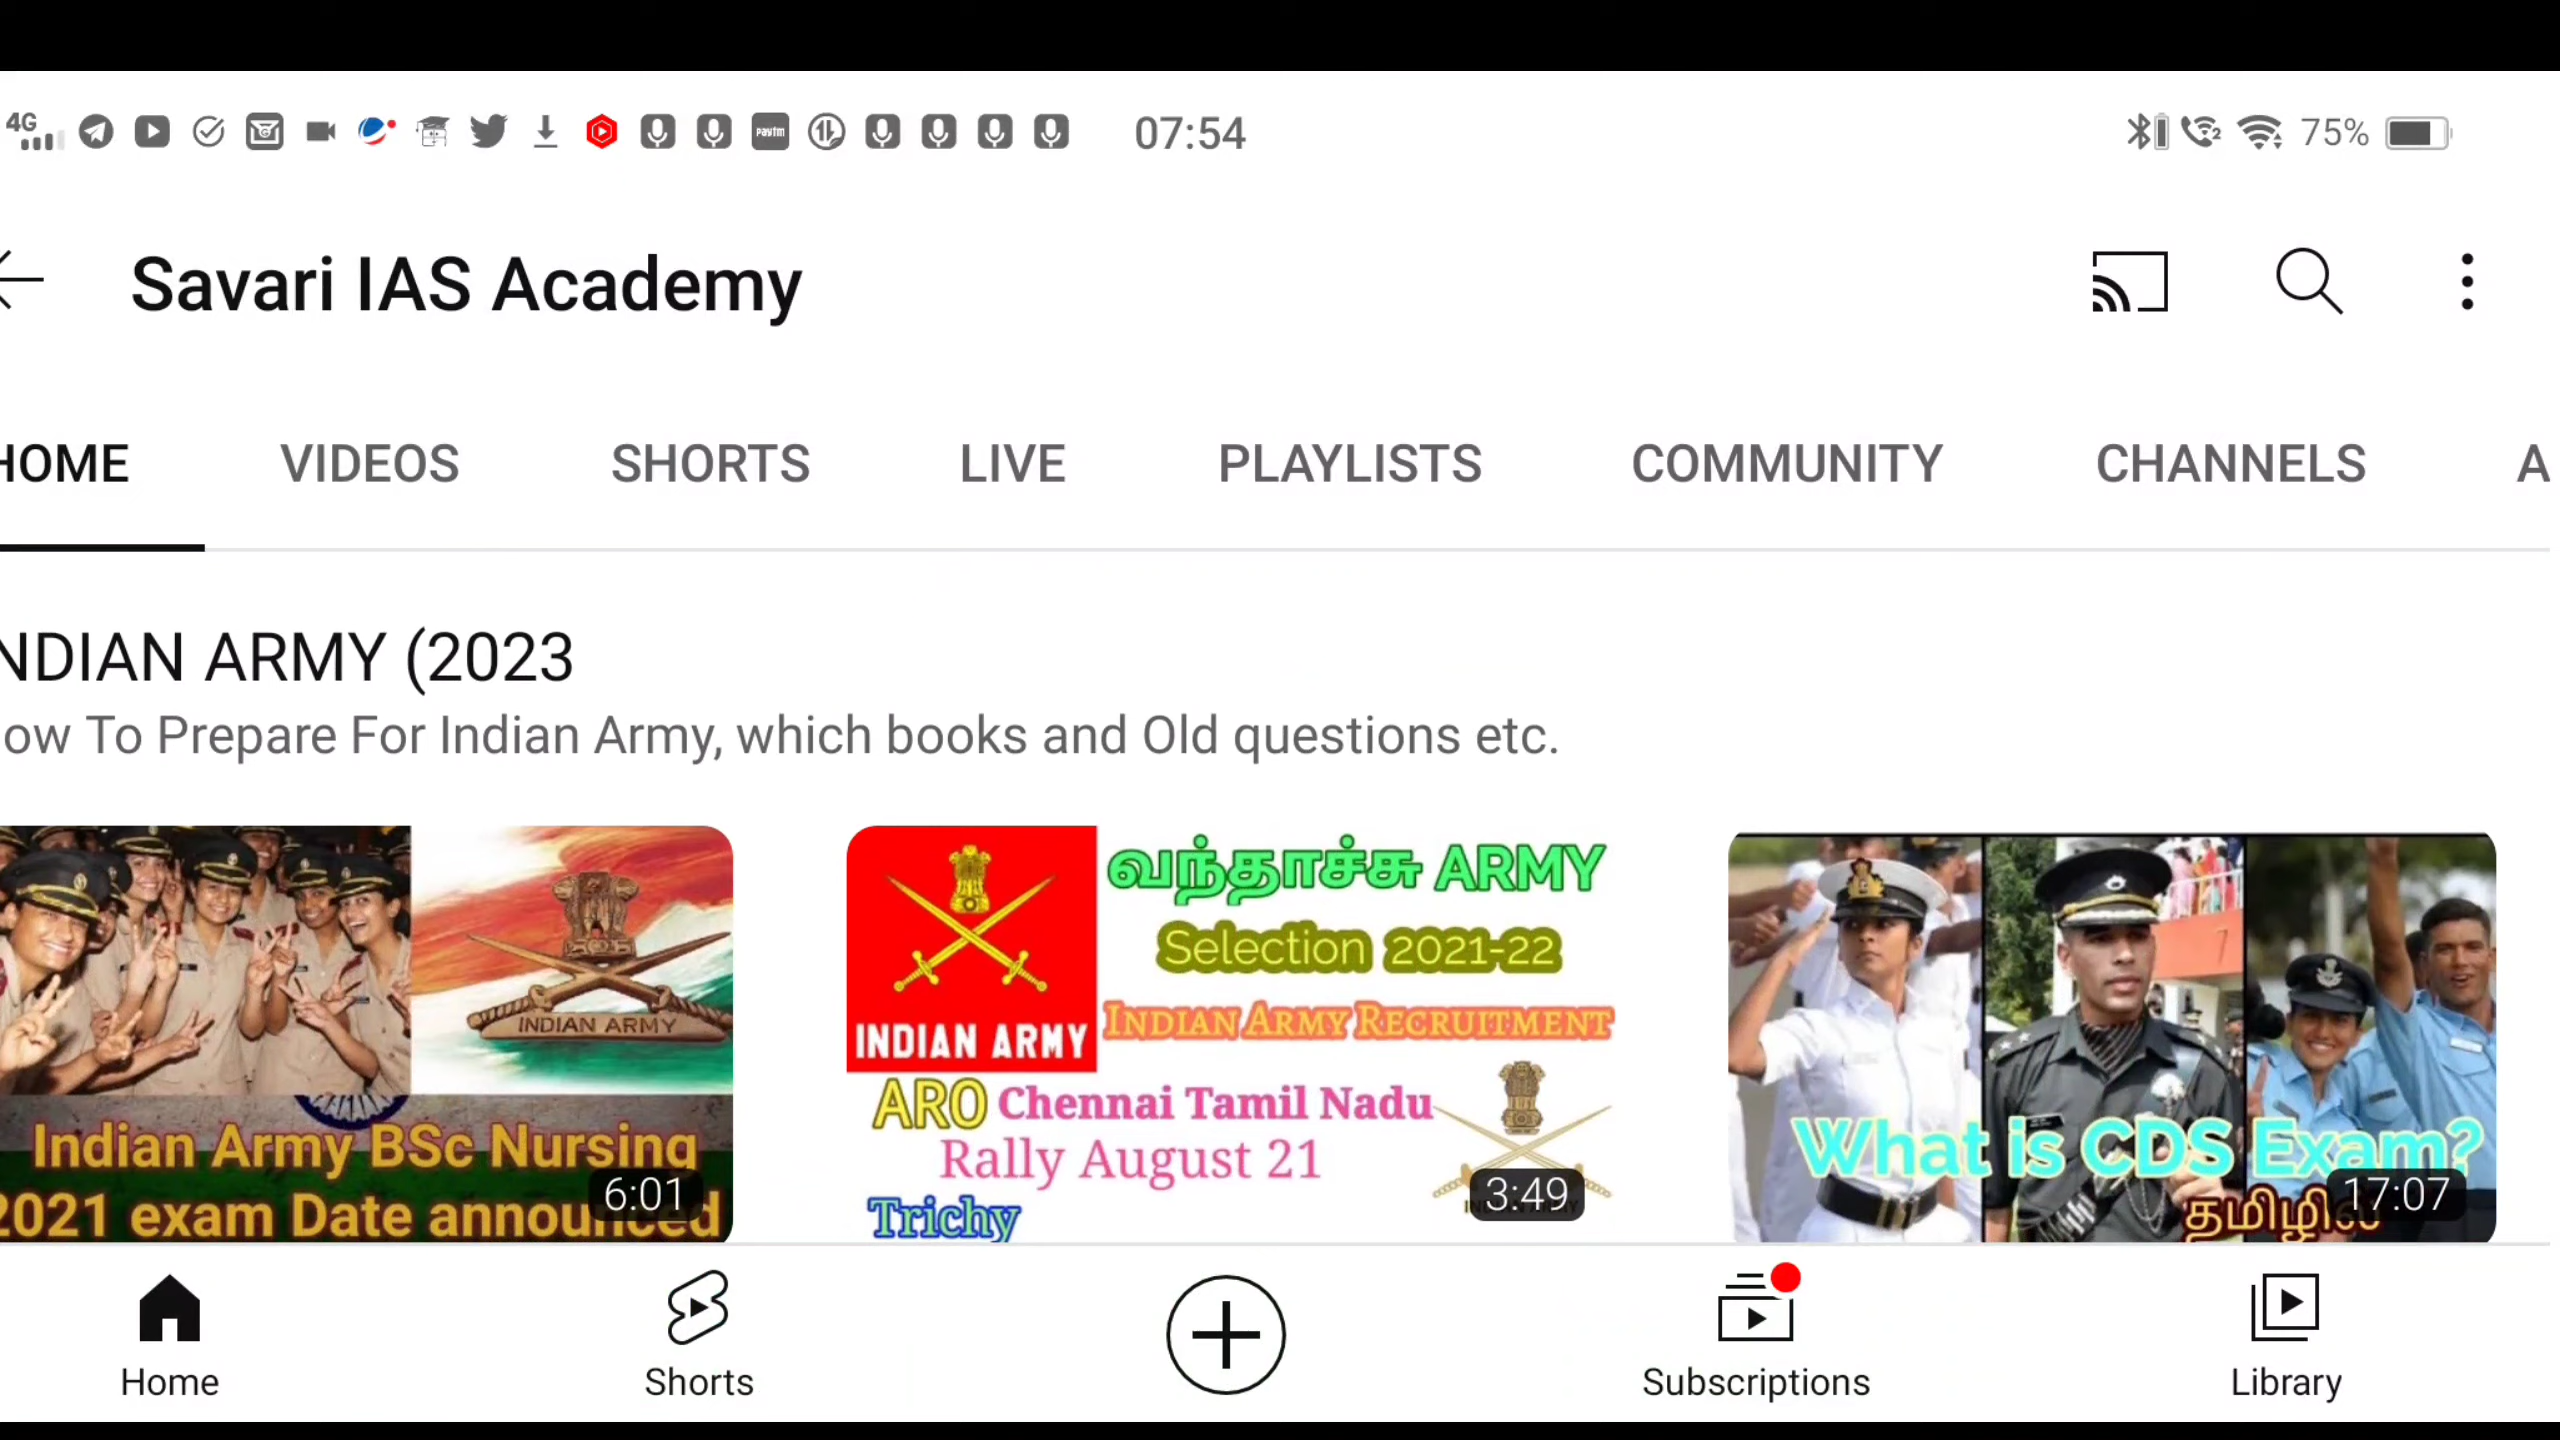 4G 07:54 75%
Savari IAS Academy
HOME VIDEOS SHORTS LIVE PLAYLISTS COMMUNITY CHANNELS A
NDIAN ARMY (2023
ow To Prepare For Indian Army, which books and Old questions etc.
INDIAN ARMY
Indian Army BSc Nursing
2021 exam Date announced
6:01
INDIAN ARMY
வந்தாச்சு ARMY
Selection 2021-22
INDIAN ARMY RECRUITMENT
ARO Chennai Tamil Nadu
Rally August 21
Trichy
3:49
What is CDS Exam?
தமிழில்
17:07
Home Shorts Subscriptions Library